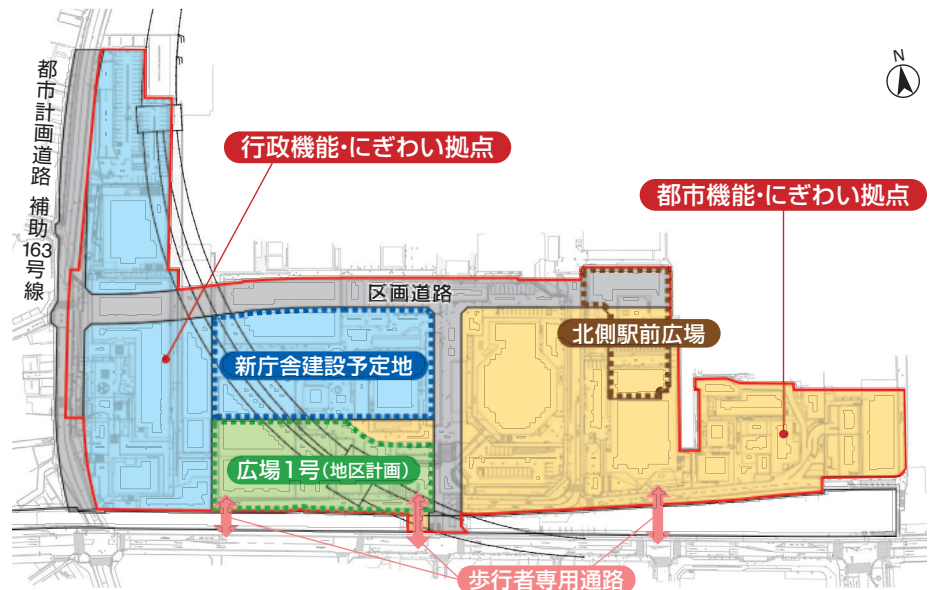 N
都市計画道路 補助163号線
行政機能・にぎわい拠点
都市機能・にぎわい拠点
区画道路
北側駅前広場
新庁舎建設予定地
広場1号(地区計画)
歩行者専用通路